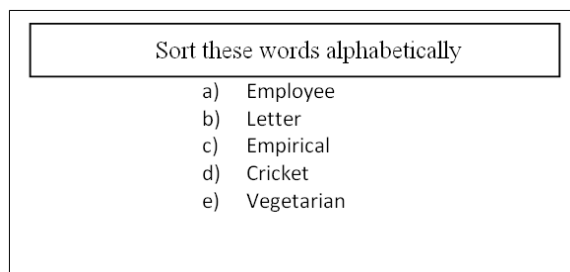 Sort these words alphabetically
a) Employee
b) Letter
c) Empirical
d) Cricket
e) Vegetarian